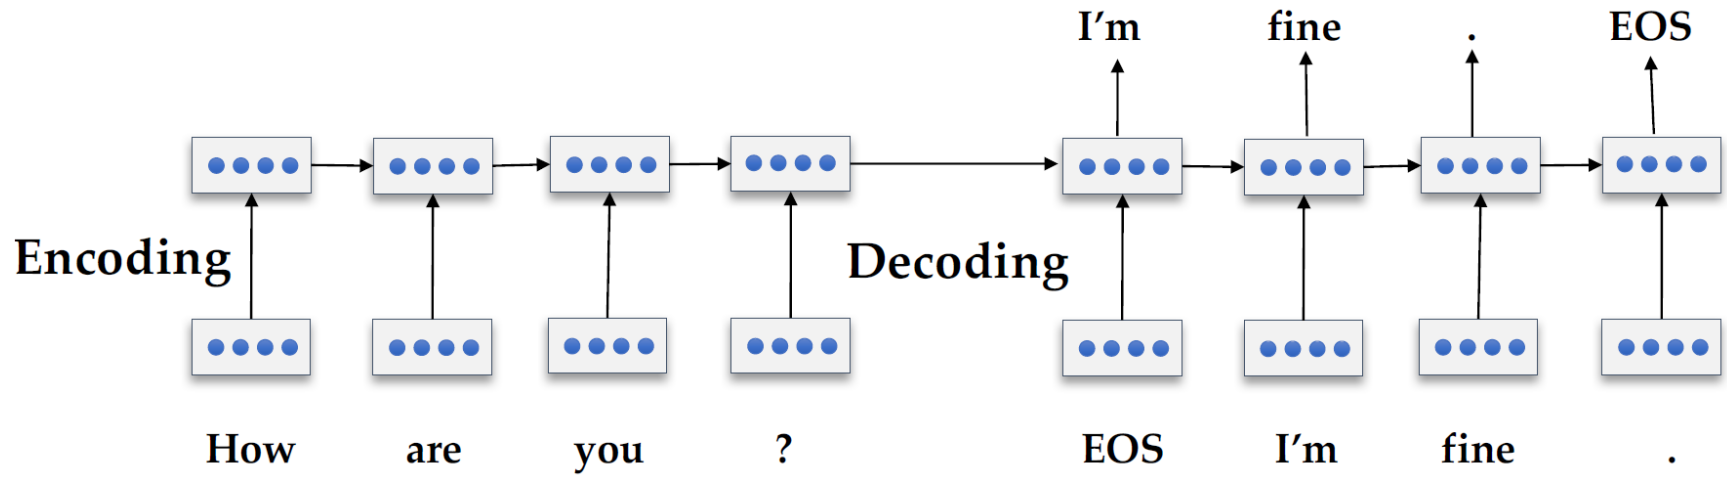 I’m fine . EOS
Encoding Decoding
How are you ? EOS I’m fine .